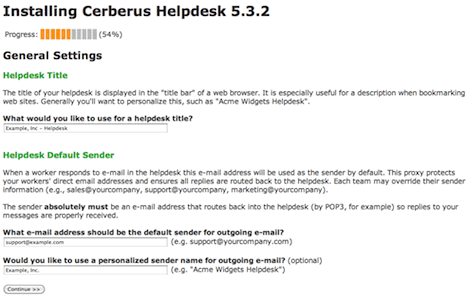 Installing Cerberus Helpdesk 5.3.2
Progress: (54%)
General Settings
Helpdesk Title
The title of your helpdesk is displayed in the "title bar" of a web browser. It is especially useful for a description when bookmarking
web sites. Generally you'll want to personalize this, such as "Acme Widgets Helpdesk".
What would you like to use for a helpdesk title?
Example, Inc - Helpdesk
Helpdesk Default Sender
When a worker responds to e-mail in the helpdesk this e-mail address will be used as the sender by default. This proxy protects
your workers' direct email addresses and ensures all replies are routed back to the helpdesk. Each team may override their sender
information (e.g., sales@yourcompany, support@yourcompany, marketing@yourcompany).
The sender absolutely must be an e-mail address that routes back into the helpdesk (by POP3, for example) so replies to your
messages are properly received.
What e-mail address should be the default sender for outgoing e-mail?
support@example.com (e.g. support@yourcompany.com)
Would you like to use a personalized sender name for outgoing e-mail? (optional)
Example, Inc. (e.g. "Acme Widgets Helpdesk")
Continue >>